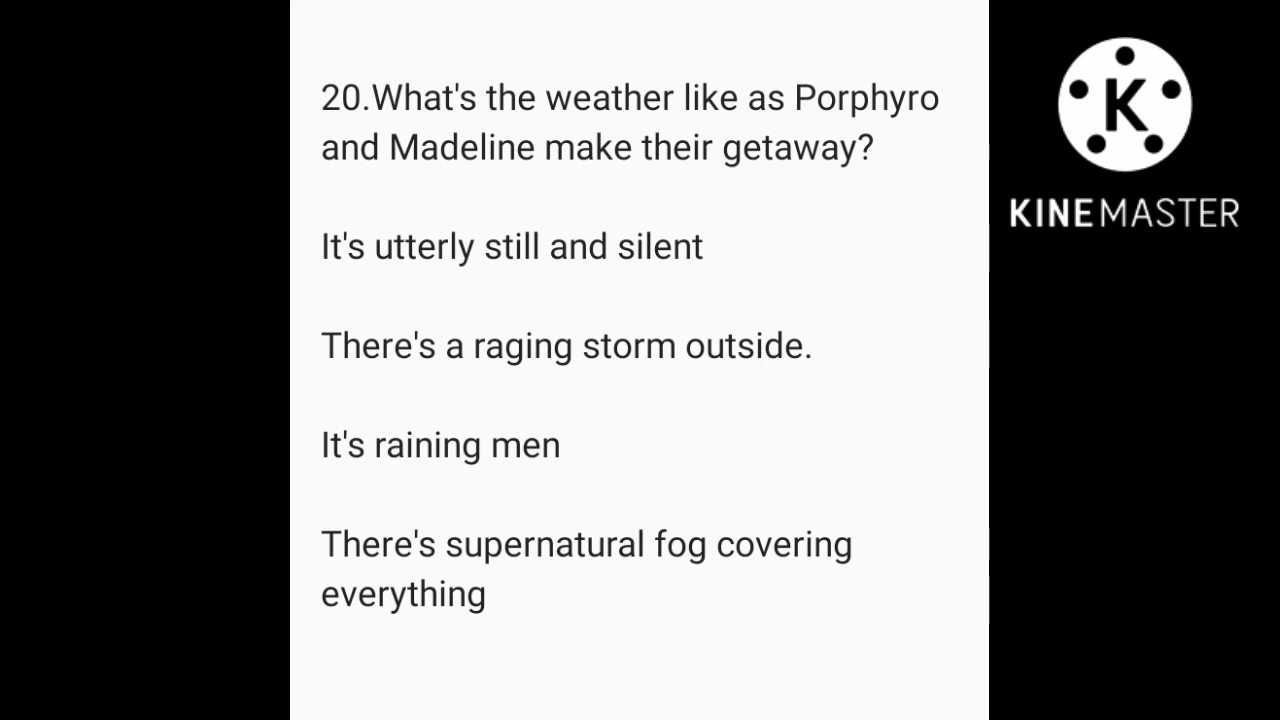 20.What's the weather like as Porphyro
and Madeline make their getaway?
It's utterly still and silent
There's a raging storm outside.
It's raining men
There's supernatural fog covering
everything
K
KINEMASTER